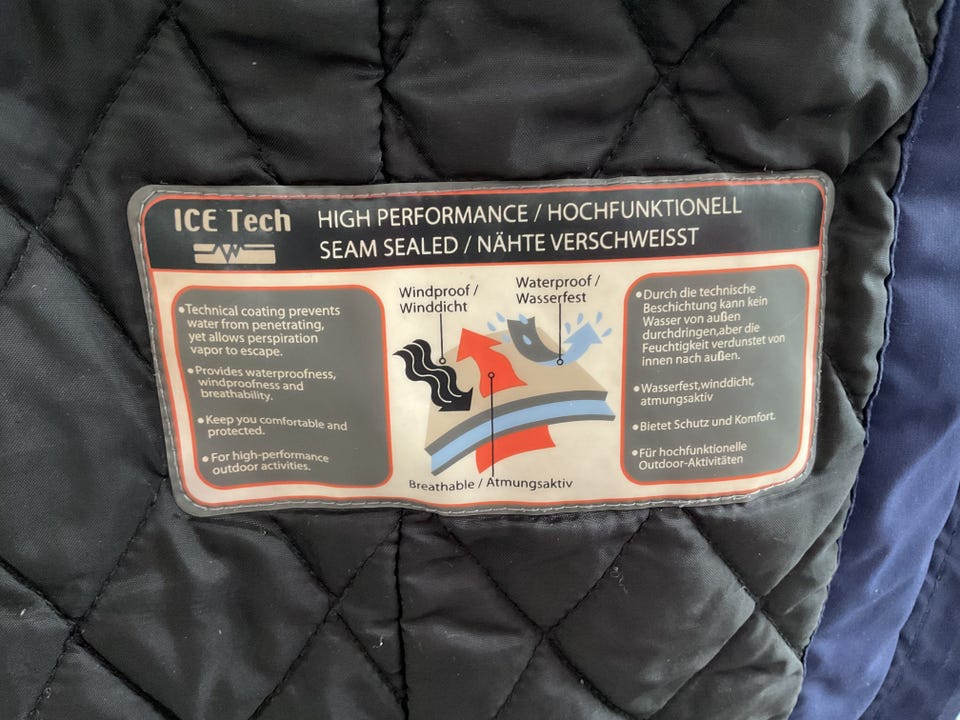 ICE Tech
HIGH PERFORMANCE / HOCHFUNKTIONELL
SEAM SEALED / NÄHTE VERSCHWEISST
•Technical coating prevents
water from penetrating,
yet allows perspiration
vapor to escape.
•Provides waterproofness,
windproofness and
breathability.
•Keep you comfortable and
protected.
•For high-performance
outdoor activities.
Windproof /
Winddicht
Waterproof /
Wasserfest
Breathable / Atmungsaktiv
•Durch die technische
Beschichtung kann kein
Wasser von außen
durchdringen,aber die
Feuchtigkeit verdunstet von
innen nach außen.
•Wasserfest,winddicht,
atmungsaktiv
•Bietet Schutz und Komfort.
•Für hochfunktionelle
Outdoor-Aktivitäten